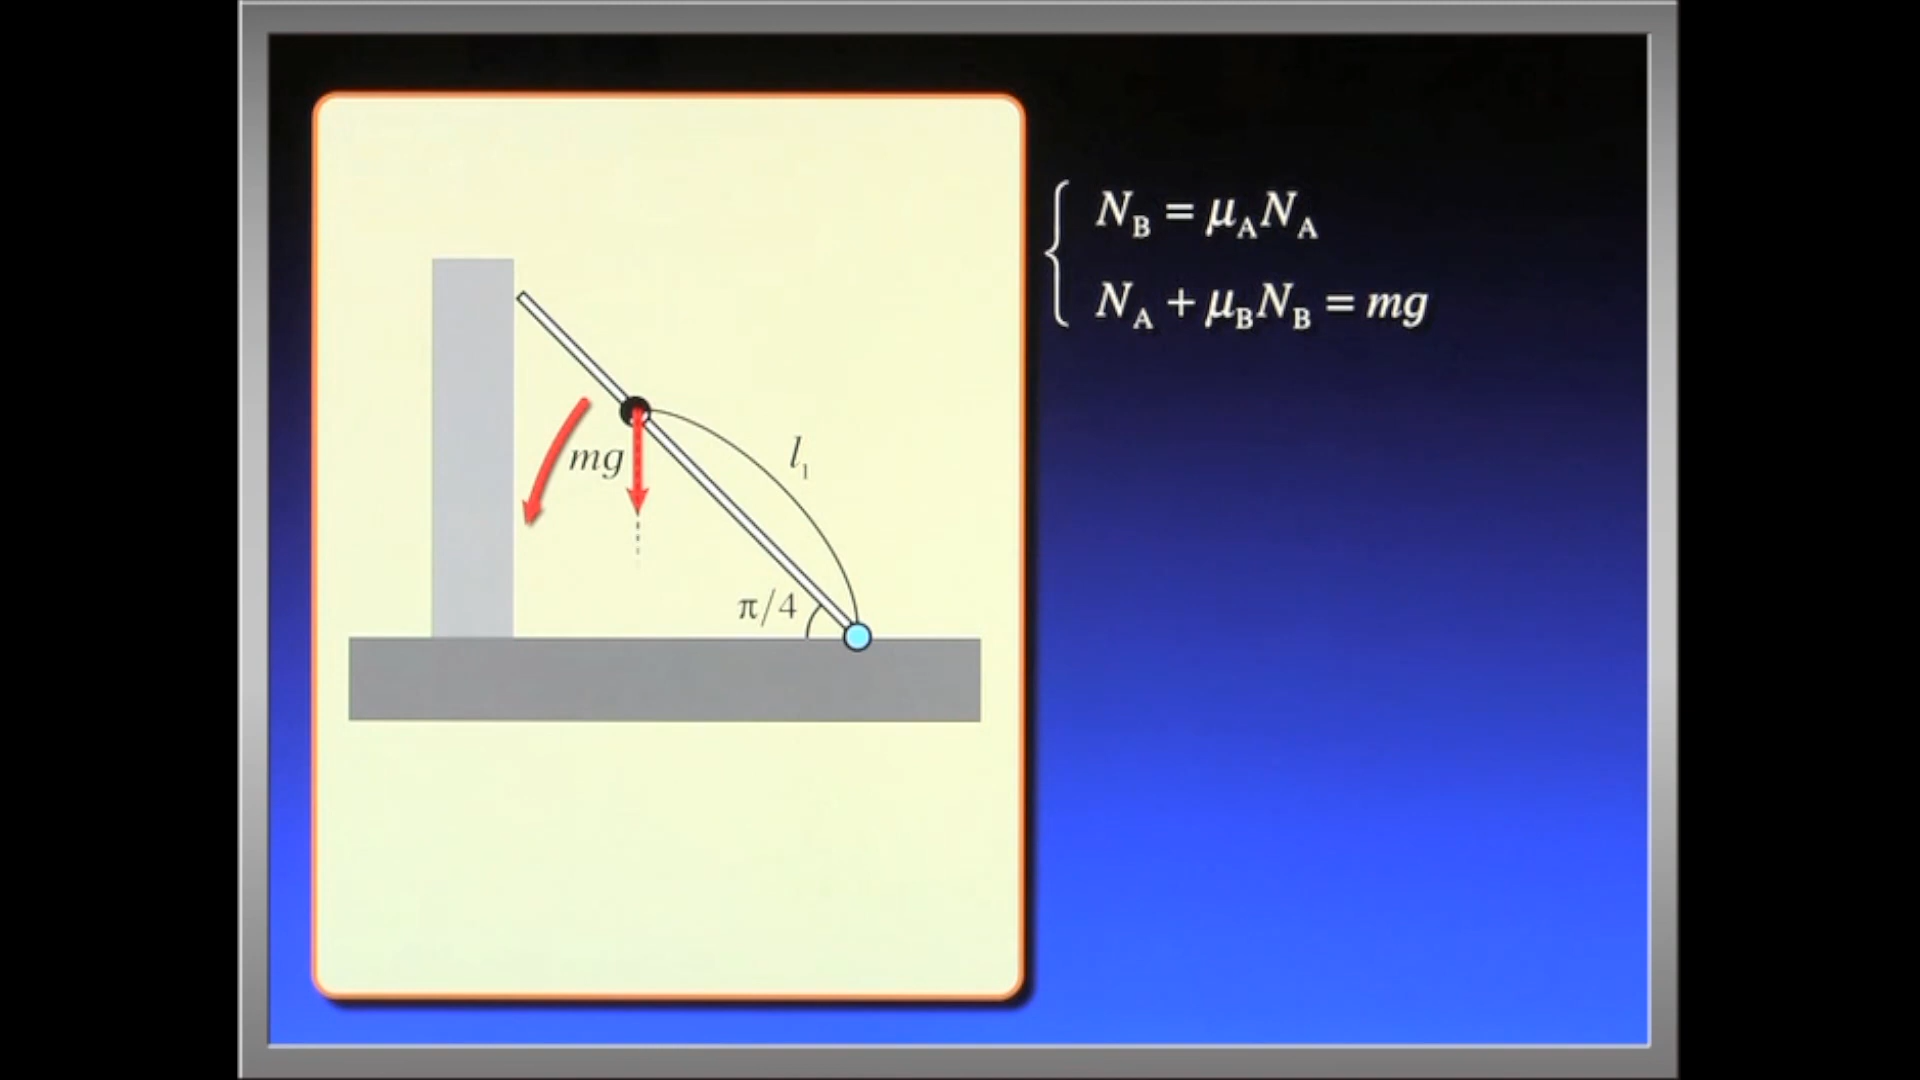 N_B = μ_A N_A
N_A + μ_B N_B = mg
mg
l₁
π/4